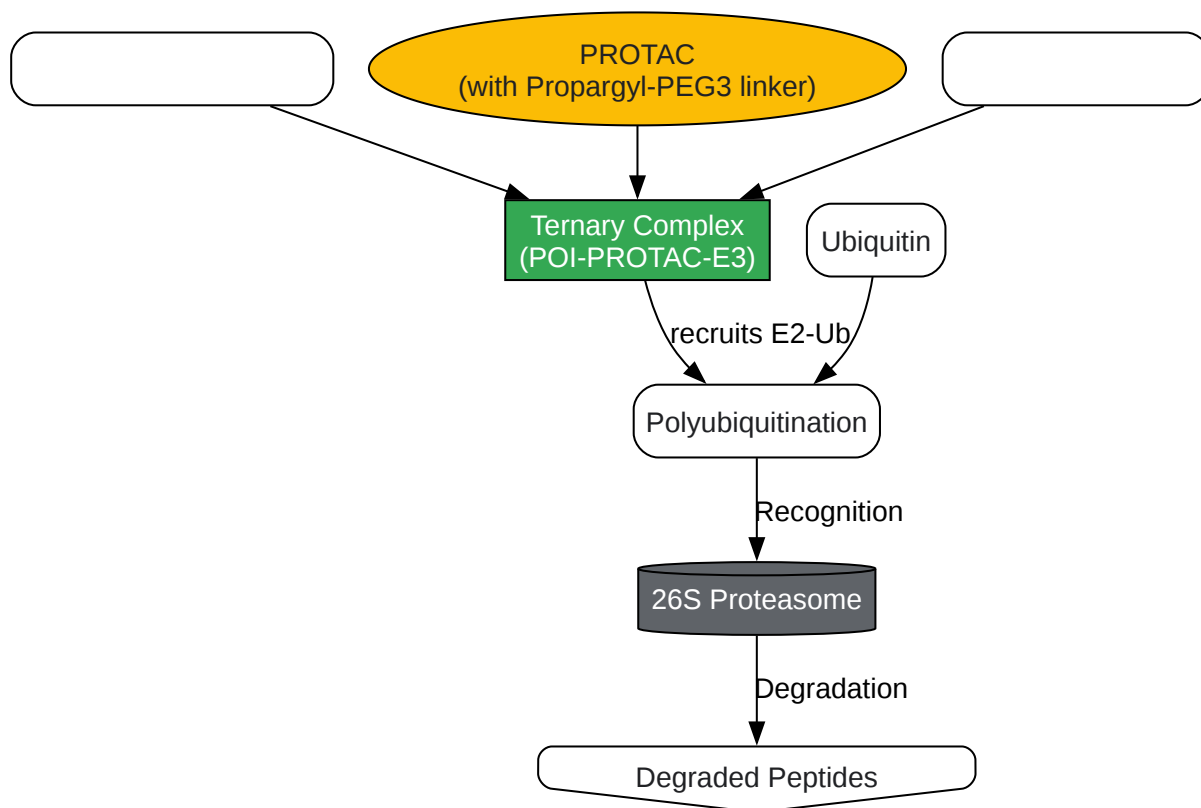 PROTAC
(with Propargyl-PEG3 linker)
Ternary Complex
(POI-PROTAC-E3)
Ubiquitin
recruits E2-Ub
Polyubiquitination
Recognition
26S Proteasome
Degradation
Degraded Peptides